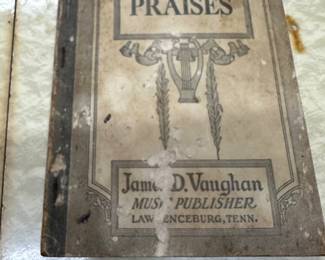 PRAISES
James D. Vaughan
MUSIC PUBLISHER
LAWRENCEBURG, TENN.